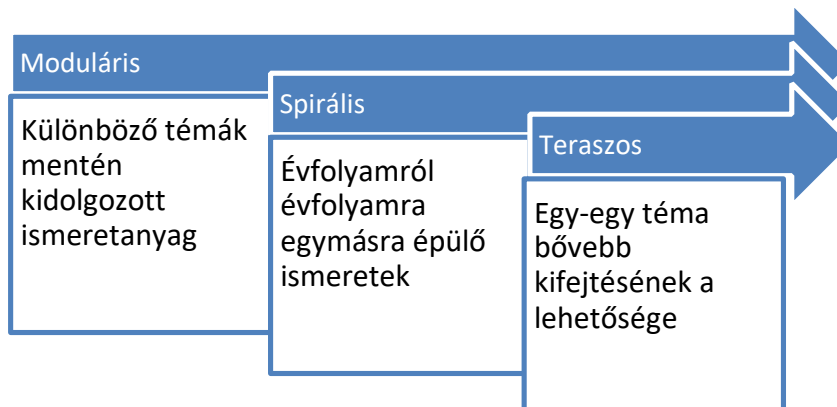 Moduláris
Különböző témák
mentén
kidolgozott
ismeretanyag
Spirális
Évfolyamról
évfolyamra
egymásra épülő
ismeretek
Teraszos
Egy-egy téma
bővebb
kifejtésének a
lehetősége